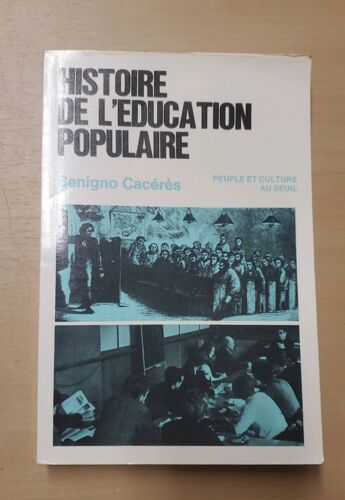 HISTOIRE
DE L'EDUCATION
POPULAIRE
Benigno Cacérès
PEUPLE ET CULTURE
AU SEUIL